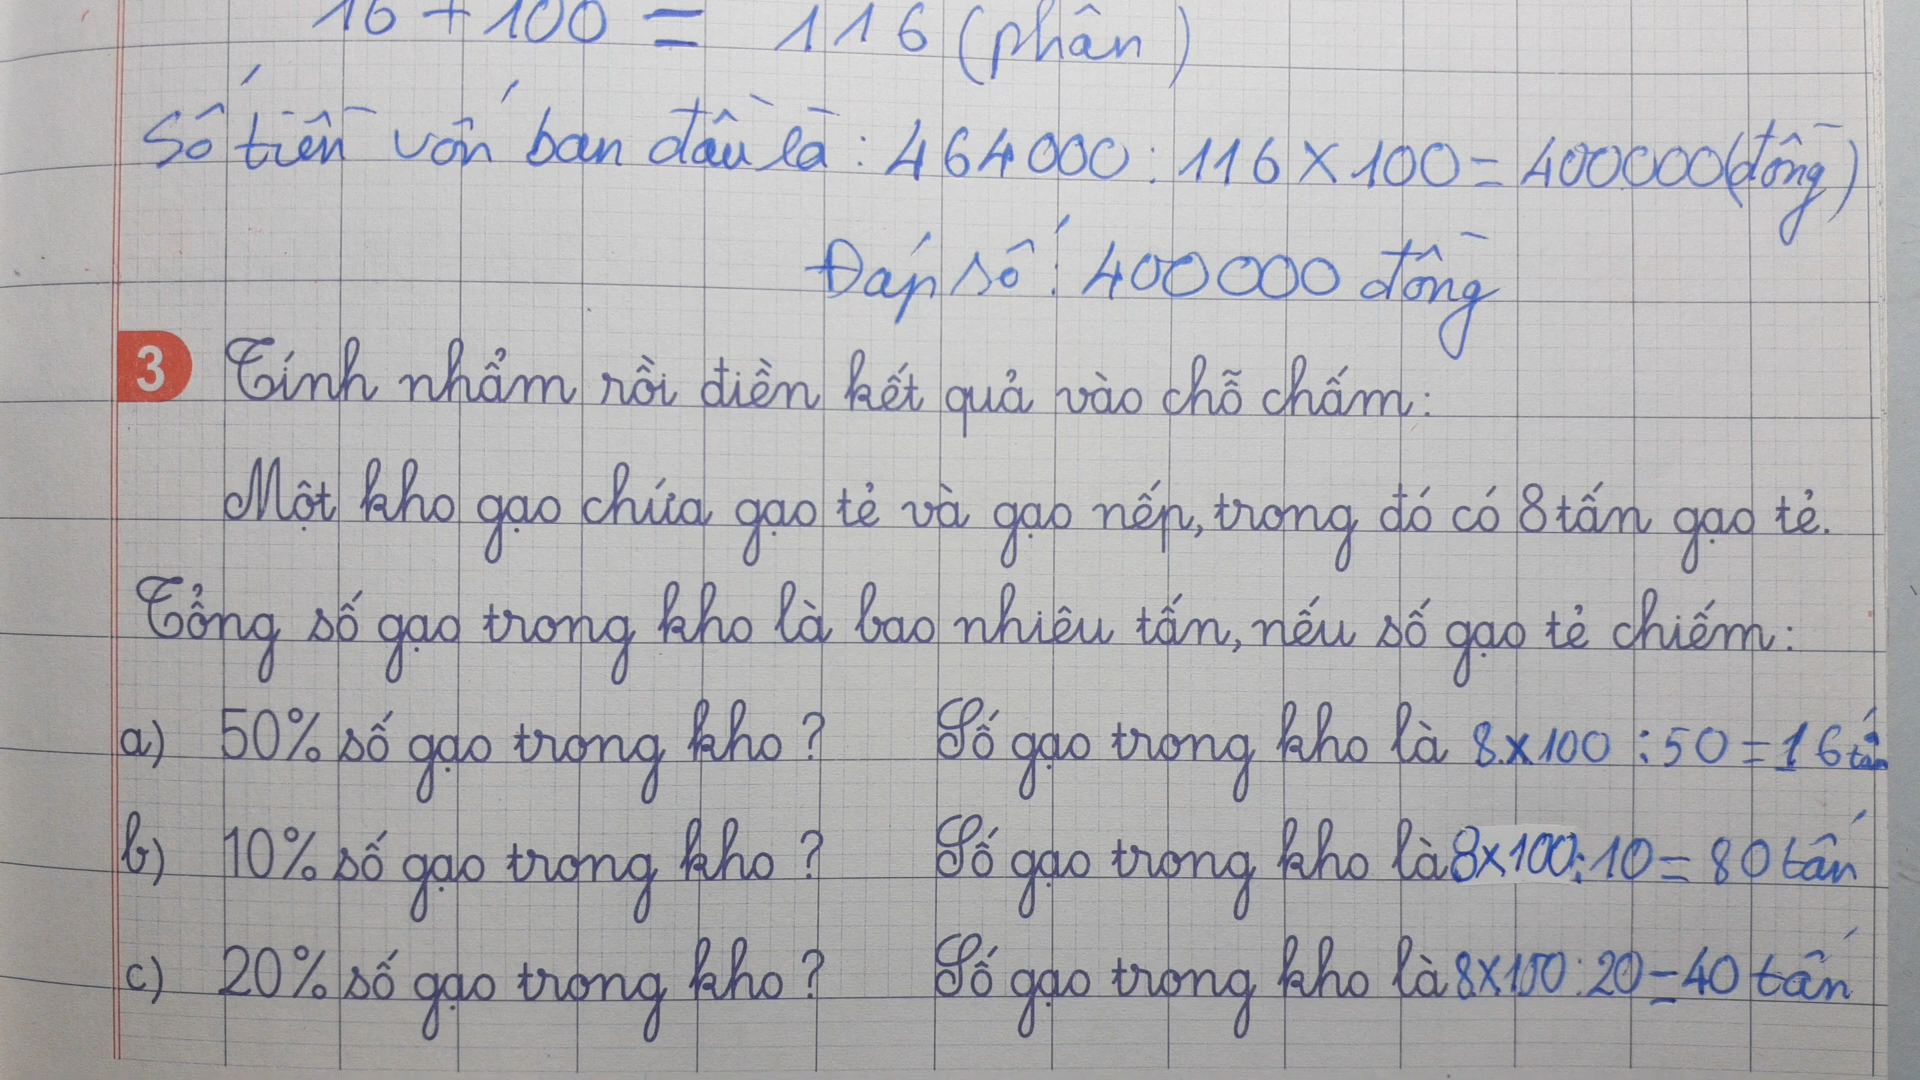 16 + 100 = 116 (phần)
Số tiền vốn ban đầu là : 464000 : 116 x 100 = 400000 (đồng)
Đáp số : 400000 đồng
3 Tính nhẩm rồi điền kết quả vào chỗ chấm:
Một kho gạo chứa gạo tẻ và gạo nếp, trong đó có 8 tấn gạo tẻ.
Tổng số gạo trong kho là bao nhiêu tấn, nếu số gạo tẻ chiếm:
a) 50% số gạo trong kho? Số gạo trong kho là 8 x 100 : 50 = 16 tấn
b) 10% số gạo trong kho? Số gạo trong kho là 8 x 100 : 10 = 80 tấn
c) 20% số gạo trong kho? Số gạo trong kho là 8 x 100 : 20 = 40 tấn